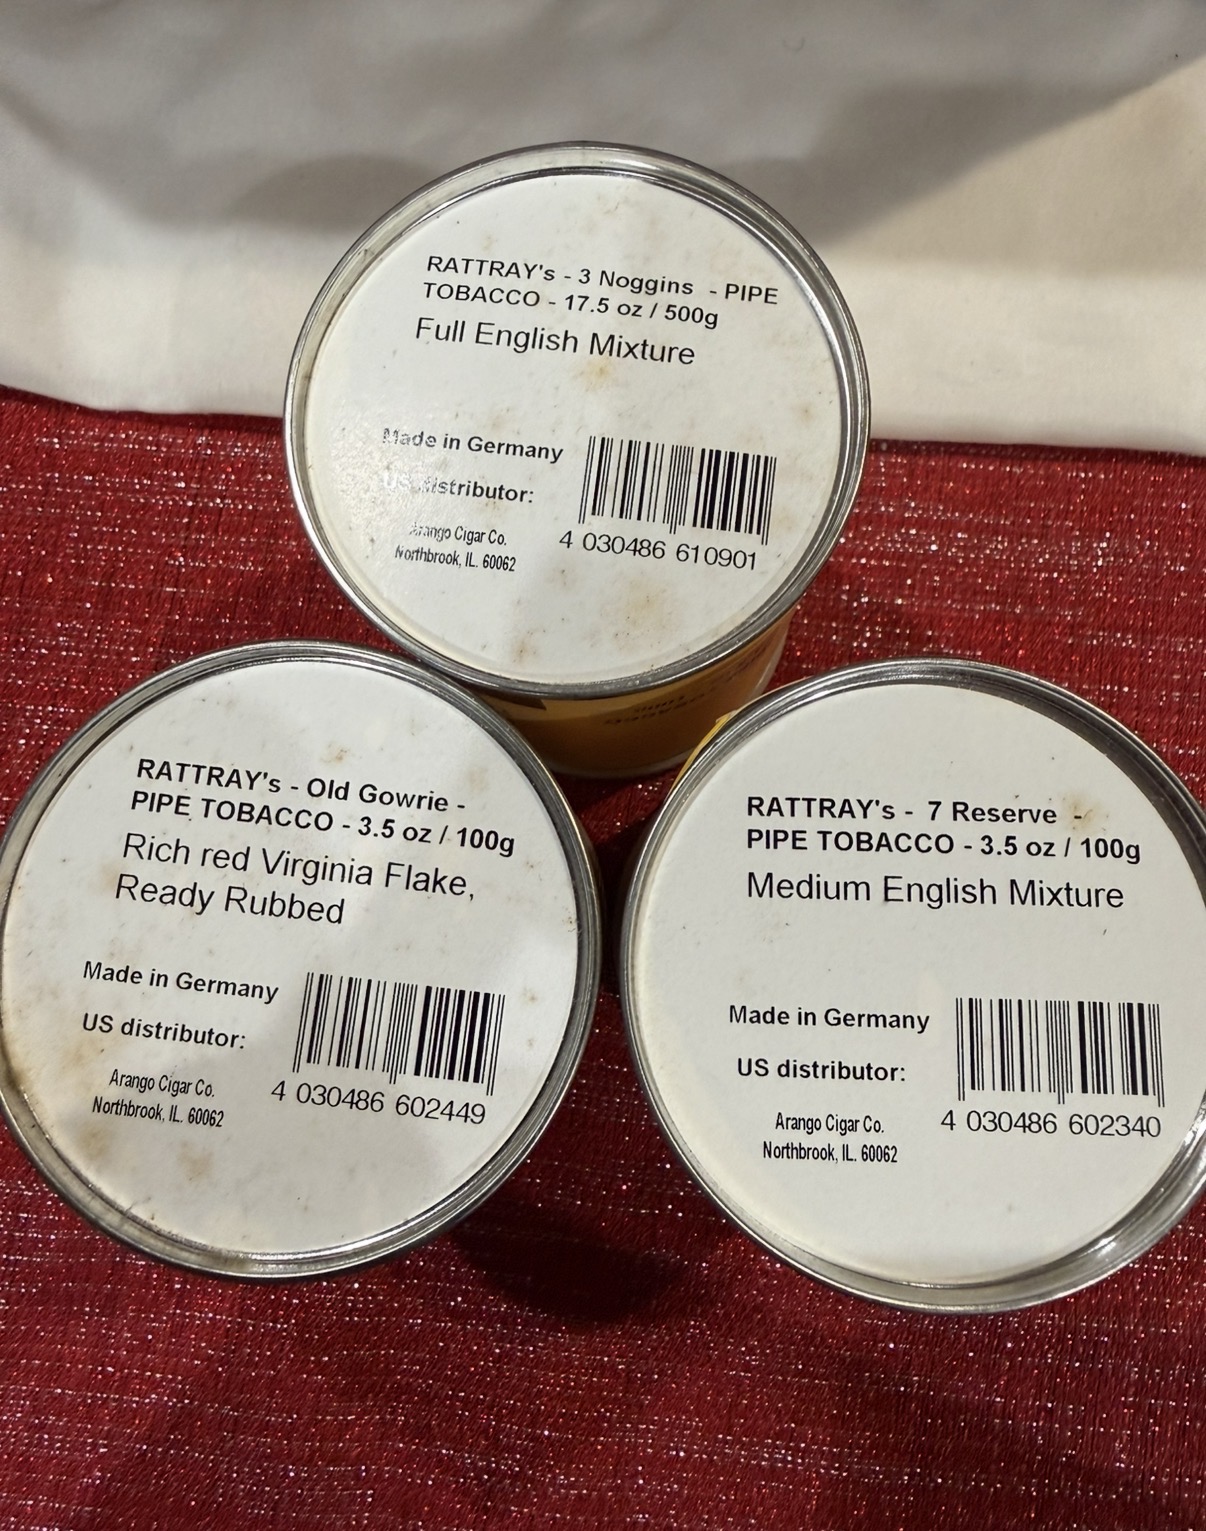 RATTRAY's - 3 Noggins - PIPE
TOBACCO - 17.5 oz / 500g
Full English Mixture
Made in Germany
US distributor:
Arango Cigar Co.
Northbrook, IL. 60062
4 030486 610901
RATTRAY's - Old Gowrie -
PIPE TOBACCO - 3.5 oz / 100g
Rich red Virginia Flake,
Ready Rubbed
Made in Germany
US distributor:
Arango Cigar Co.
Northbrook, IL. 60062
4 030486 602449
RATTRAY's - 7 Reserve -
PIPE TOBACCO - 3.5 oz / 100g
Medium English Mixture
Made in Germany
US distributor:
Arango Cigar Co.
Northbrook, IL. 60062
4 030486 602340